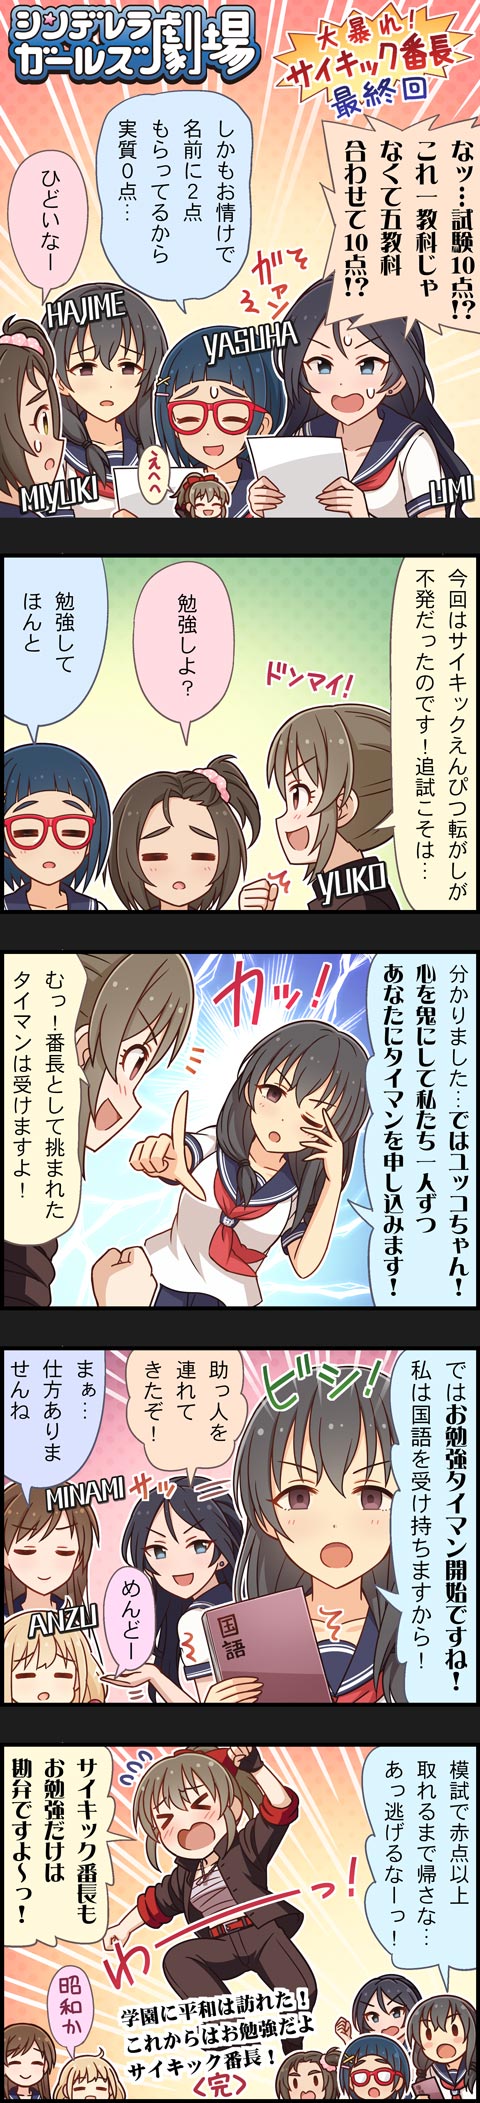 シンデレラ
ガールズ劇場
大暴れ!
サイキック番長
最終回
なッ…試験10点!?
これ一教科じゃ
なくて五教科
合わせて10点!?
しかもお情けで
名前に2点
もらってるから
実質0点…
ひどいなー
ガァン
HAJIME
YASUHA
MIYUKI
UMI
えへへ
今回はサイキックえんぴつ転がしが
不発だったのです!追試こそは…
ドンマイ!
勉強しよ?
勉強して
ほんと
YUKO
分かりました…ではユッコちゃん!
心を鬼にして私たち一人ずつ
あなたにタイマンを申し込みます!
カッ!
むっ!番長として挑まれた
タイマンは受けますよ!
ではお勉強タイマン開始ですね!
私は国語を受け持ちますから!
ビシ!
助っ人を
連れて
きたぞ!
サッ
まぁ…
仕方ありま
せんね
MINAMI
ANZU
めんどー
国語
模試で赤点以上
取れるまで帰さな…
あっ逃げるなーっ!
サイキック番長も
お勉強だけは
勘弁ですよ〜っ!
わーーっ!
昭和か
学園に平和は訪れた!
これからはお勉強だよ
サイキック番長!
<完>